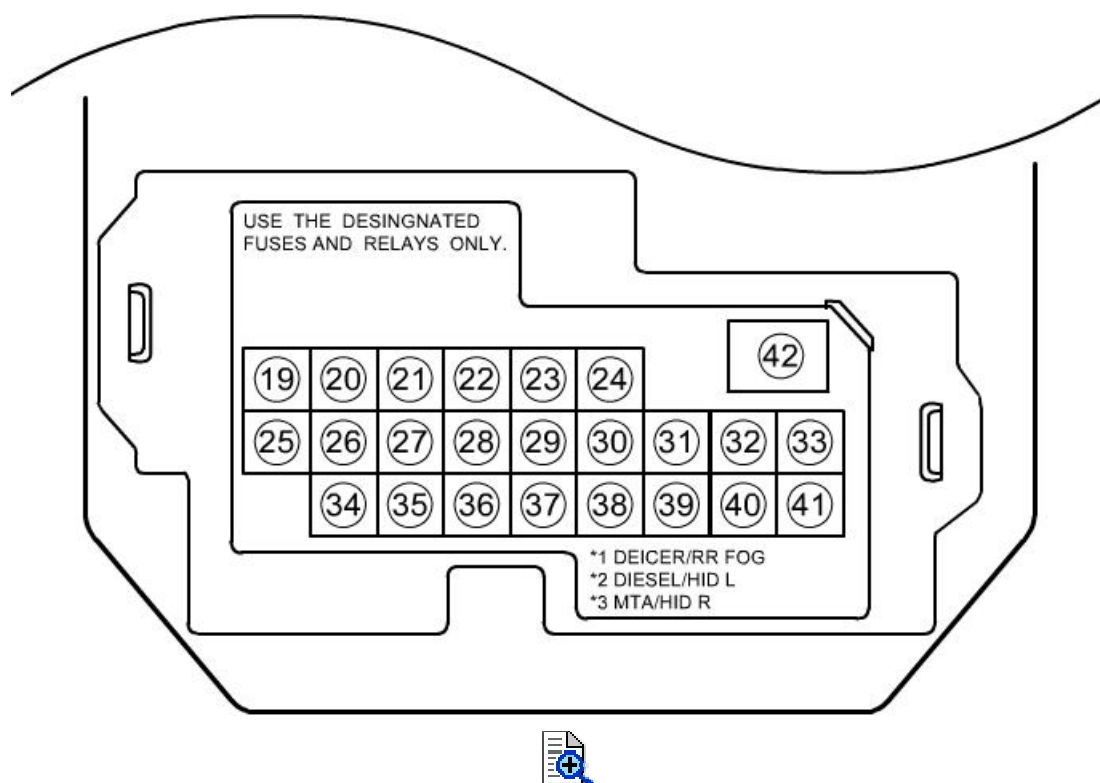 USE THE DESINGNATED
FUSES AND RELAYS ONLY.
42
19 20 21 22 23 24
25 26 27 28 29 30 31 32 33
34 35 36 37 38 39 40 41
*1 DEICER/RR FOG
*2 DIESEL/HID L
*3 MTA/HID R